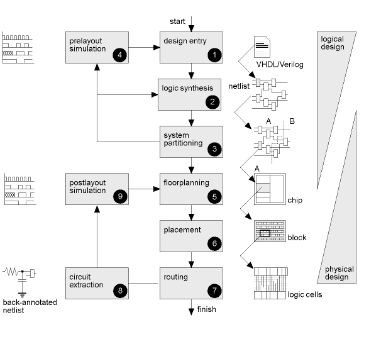 start
prelayout
simulation
4
design entry
1
VHDL/Verilog
logical
design
netlist
logic synthesis
2
A
B
system
partitioning
3
A
postlayout
simulation
9
floorplanning
5
chip
placement
6
block
circuit
extraction
8
routing
7
physical
design
logic cells
back-annotated
netlist
finish